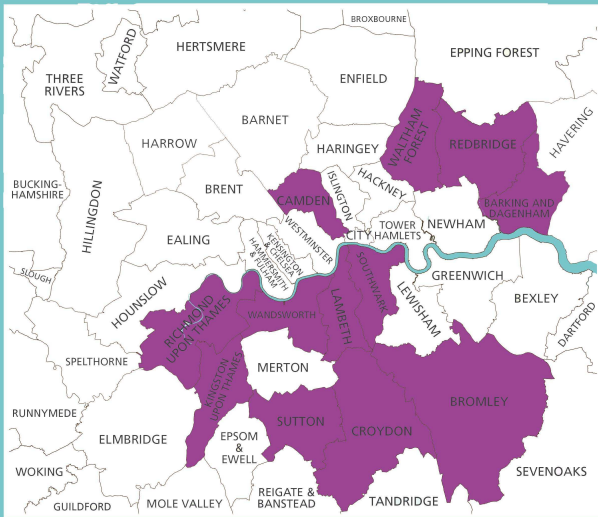 BROXBOURNE
HERTSMERE
WATFORD
EPPING FOREST
THREE
RIVERS
ENFIELD
BARNET
HAVERING
HARROW
HARINGEY
WALTHAM
FOREST
REDBRIDGE
BUCKING-
HAMSHIRE
HILLINGDON
BRENT
CAMDEN
ISLINGTON
HACKNEY
BARKING AND
DAGENHAM
EALING
WESTMINSTER
CITY
TOWER
HAMLETS
NEWHAM
KENSINGTON
& CHELSEA
HAMMERSMITH
& FULHAM
SLOUGH
HOUNSLOW
SOUTHWARK
GREENWICH
BEXLEY
RICHMOND
UPON THAMES
WANDSWORTH
LAMBETH
LEWISHAM
DARTFORD
SPELTHORNE
KINGSTON
UPON THAMES
MERTON
BROMLEY
RUNNYMEDE
ELMBRIDGE
SUTTON
CROYDON
EPSOM
&
EWELL
WOKING
SEVENOAKS
GUILDFORD
MOLE VALLEY
REIGATE &
BANSTEAD
TANDRIDGE